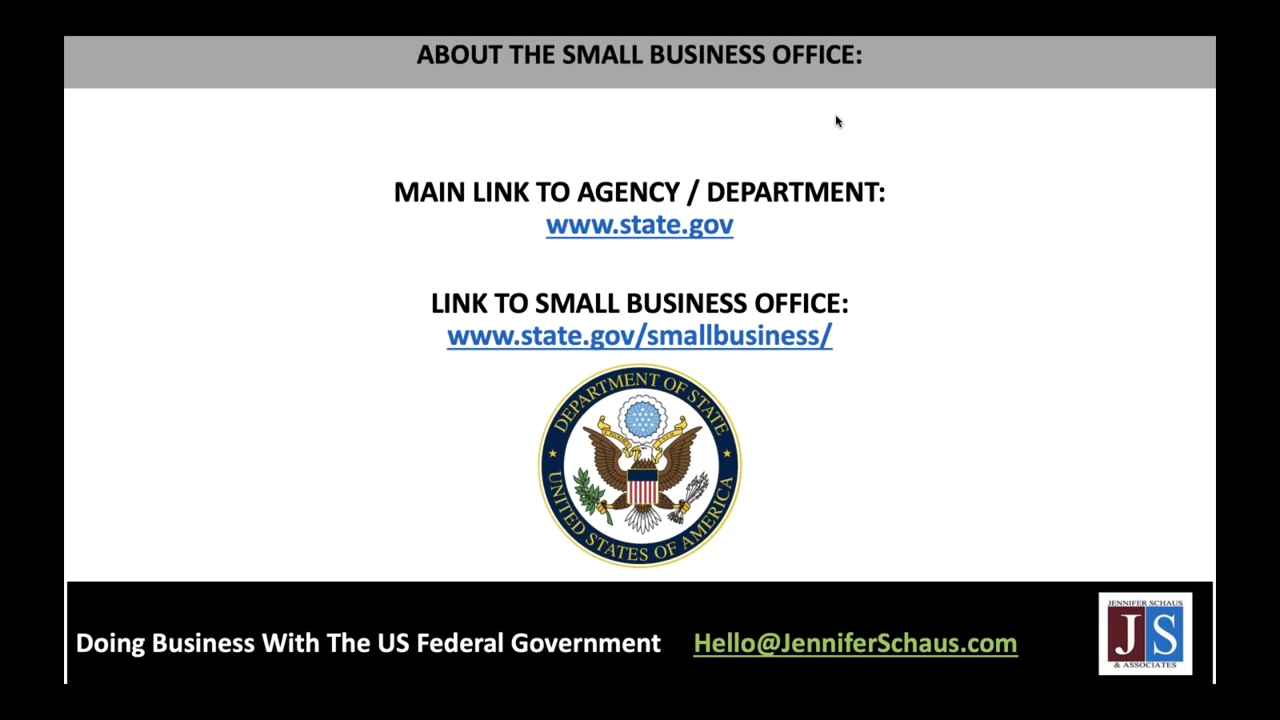 ABOUT THE SMALL BUSINESS OFFICE:
MAIN LINK TO AGENCY / DEPARTMENT:
www.state.gov
LINK TO SMALL BUSINESS OFFICE:
www.state.gov/smallbusiness/
DEPARTMENT OF STATE
UNITED STATES OF AMERICA
Doing Business With The US Federal Government Hello@JenniferSchaus.com
JENNIFER SCHAUS
JS
& ASSOCIATES